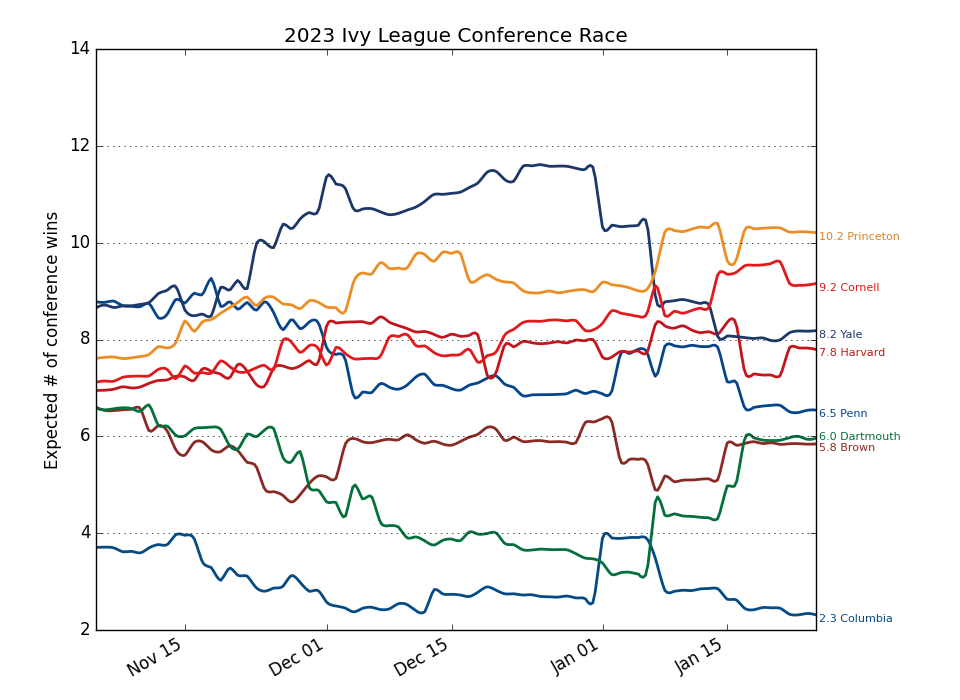 2023 Ivy League Conference Race
Expected # of conference wins
14
12
10
8
6
4
2
10.2 Princeton
9.2 Cornell
8.2 Yale
7.8 Harvard
6.5 Penn
6.0 Dartmouth
5.8 Brown
2.3 Columbia
Nov 15
Dec 01
Dec 15
Jan 01
Jan 15